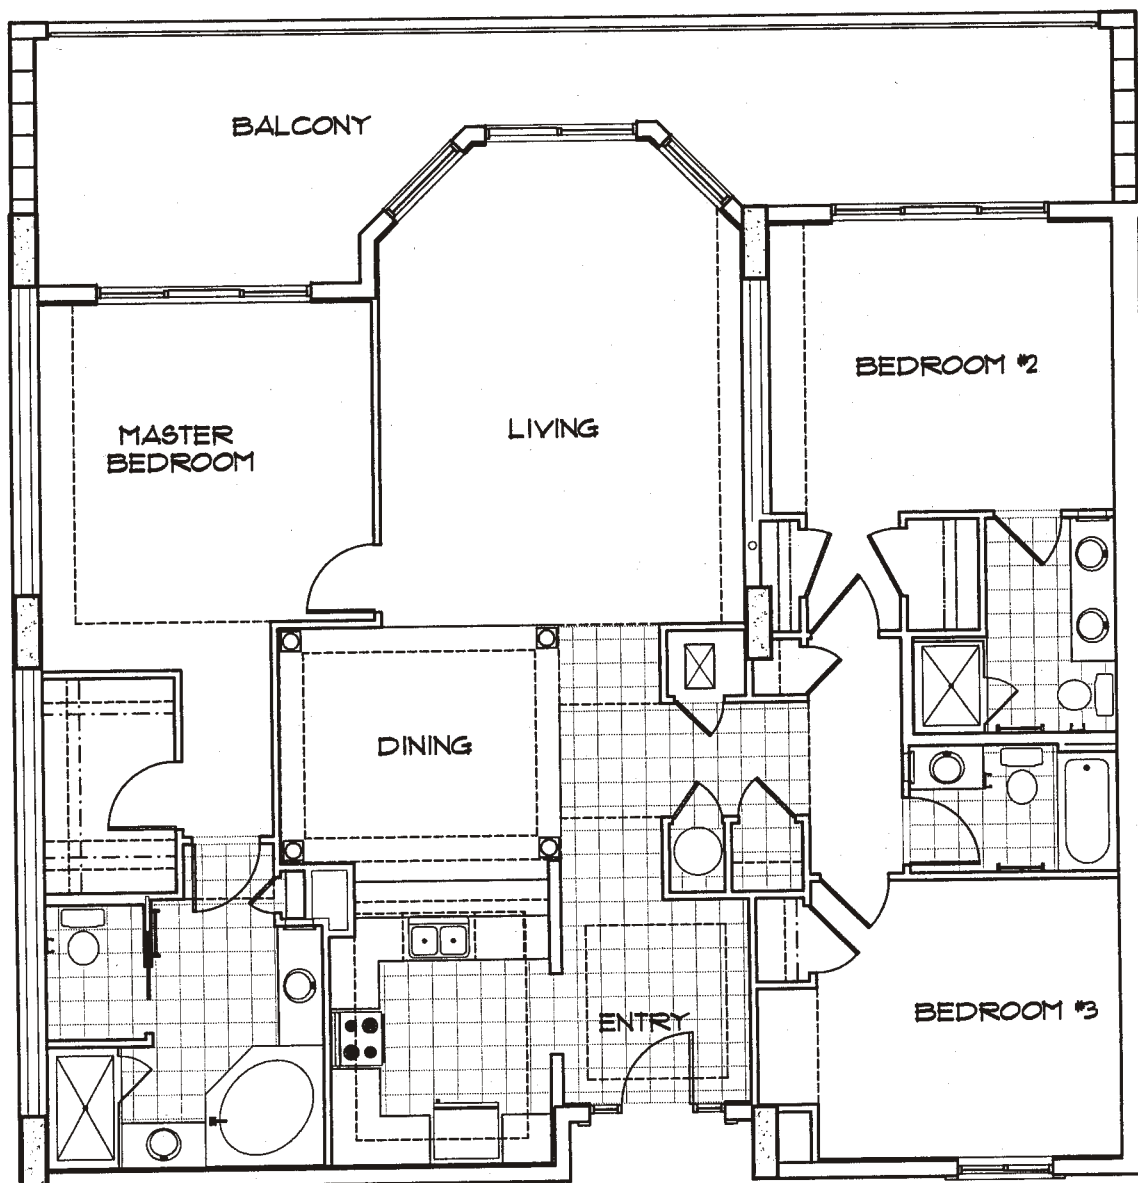 BALCONY
BEDROOM #2
MASTER
BEDROOM
LIVING
DINING
ENTRY
BEDROOM #3